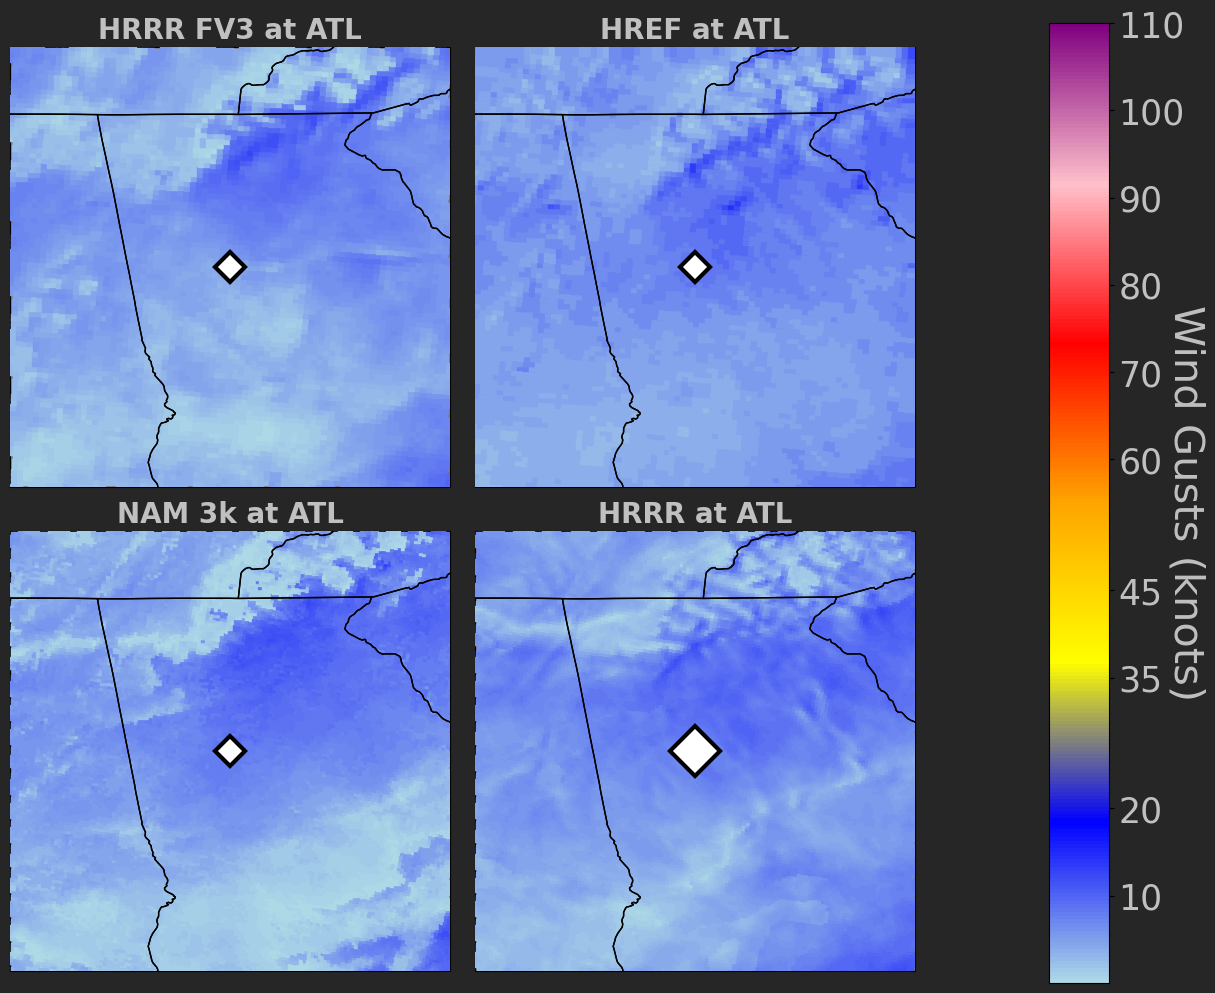 HRRR FV3 at ATL
HREF at ATL
NAM 3k at ATL
HRRR at ATL
110
100
90
80
70
60
45
35
20
10
Wind Gusts (knots)